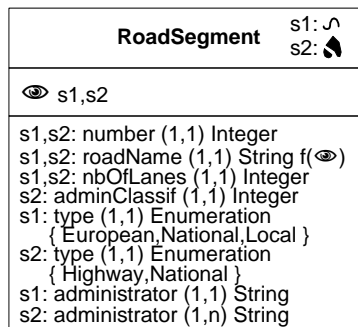 RoadSegment
s1:
s2:
s1,s2
s1,s2: number (1,1) Integer
s1,s2: roadName (1,1) String f( )
s1,s2: nbOfLanes (1,1) Integer
s2: adminClassif (1,1) Integer
s1: type (1,1) Enumeration
{ European,National,Local }
s2: type (1,1) Enumeration
{ Highway,National }
s1: administrator (1,1) String
s2: administrator (1,n) String